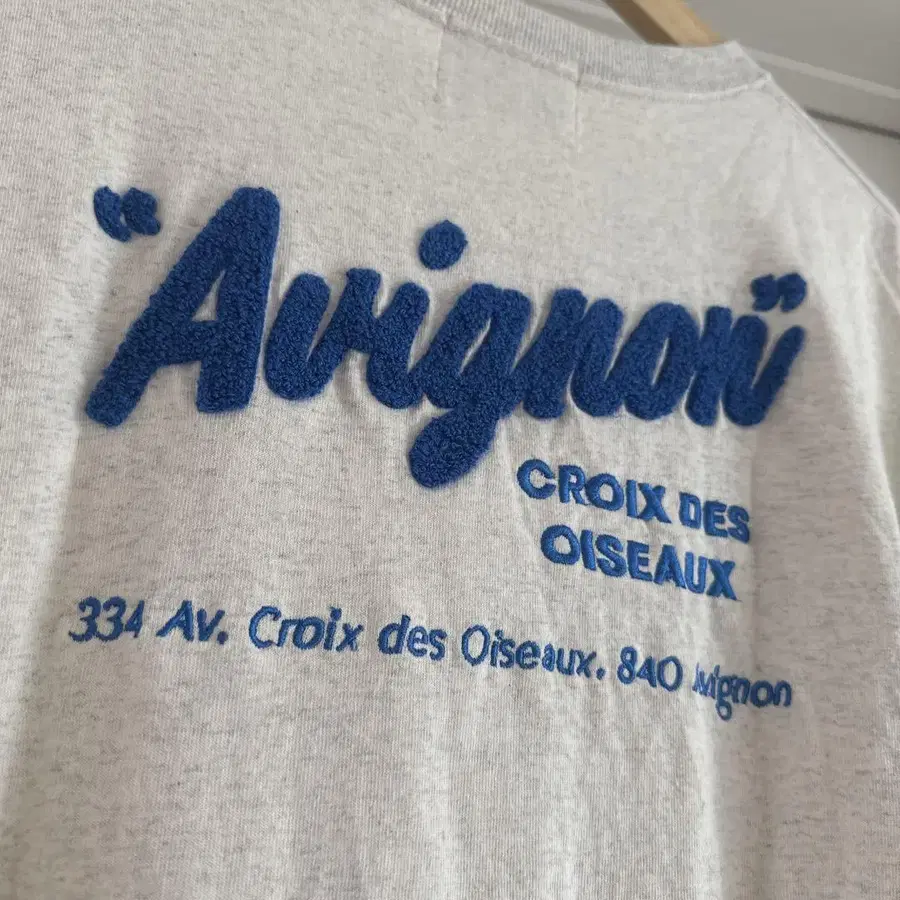 "Avignon"
CROIX DES
OISEAUX
334 Av. Croix des Oiseaux, 840 Avignon